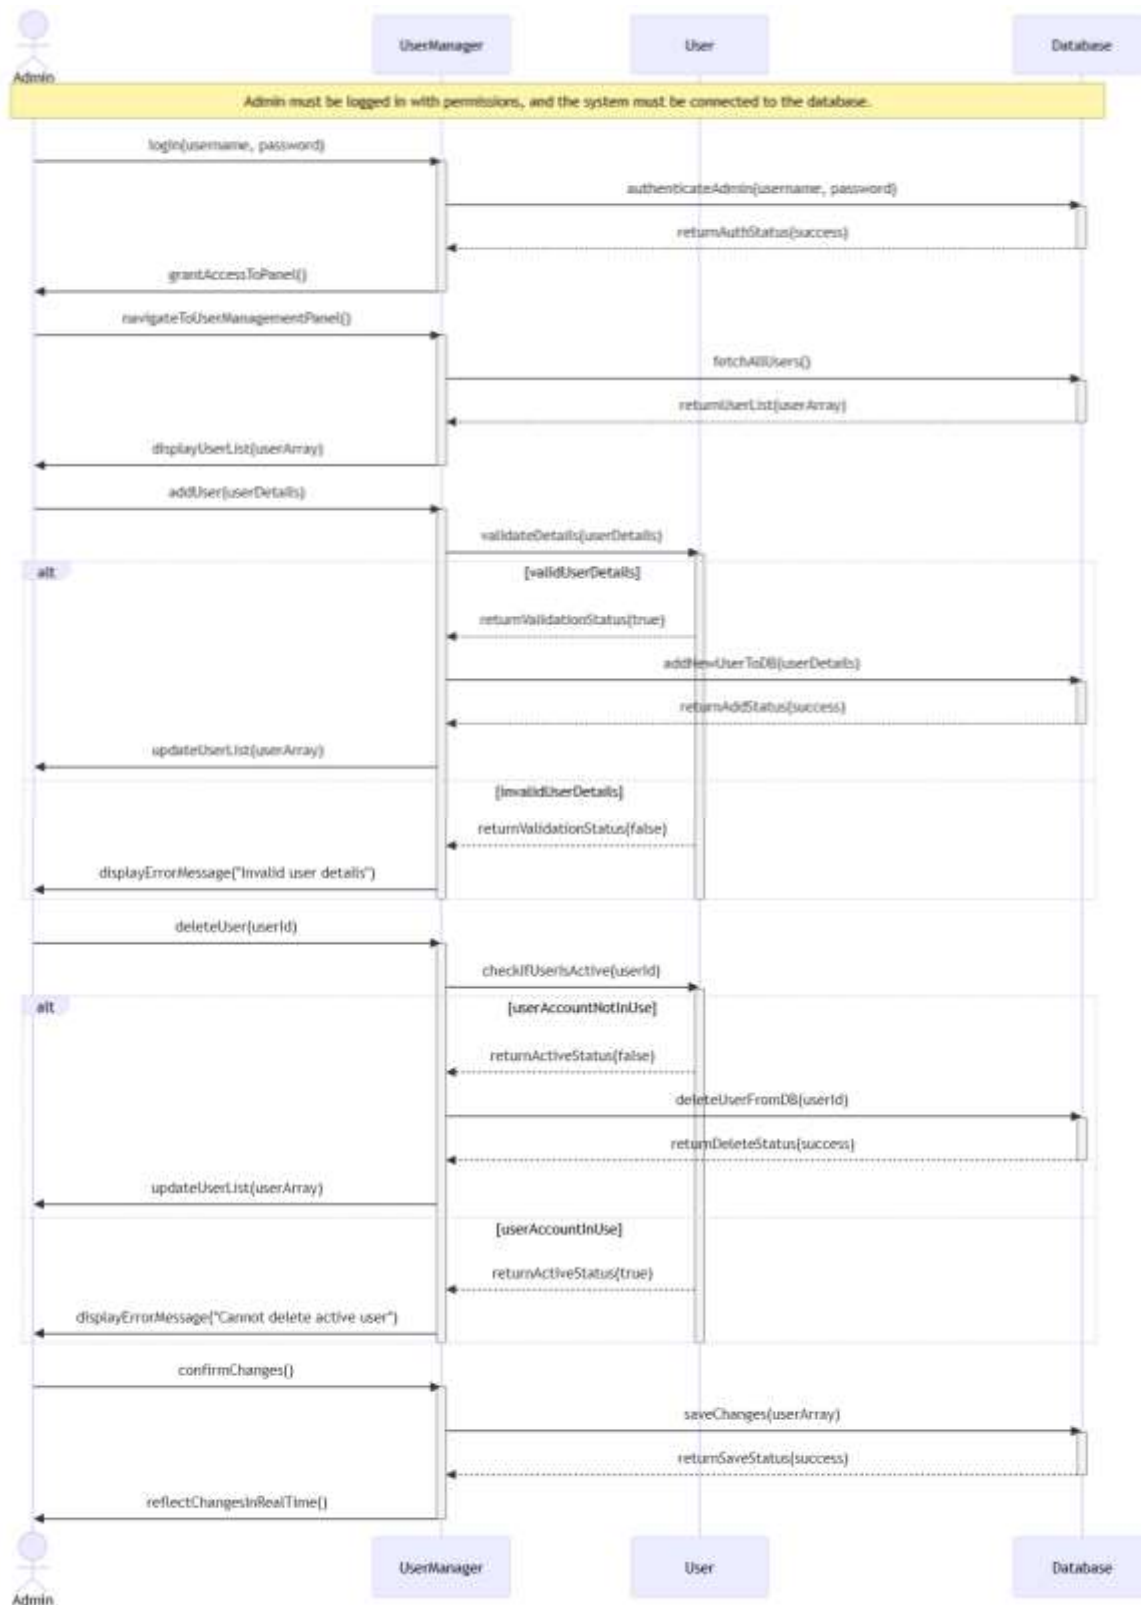 UserManager
User
Database
Admin
Admin must be logged in with permissions, and the system must be connected to the database.
login(username, password)
authenticateAdmin(username, password)
returnAuthStatus(success)
grantAccessToPanel()
navigateToUserManagementPanel()
fetchAllUsers()
returnUserList(userArray)
displayUserList(userArray)
addUser(userDetails)
validateDetails(userDetails)
alt
[validUserDetails]
returnValidationStatus(true)
addNewUserToDB(userDetails)
returnAddStatus(success)
updateUserList(userArray)
[invalidUserDetails]
returnValidationStatus(false)
displayErrorMessage("Invalid user details")
deleteUser(userId)
checkIfUserIsActive(userId)
alt
[userAccountNotInUse]
returnActiveStatus(false)
deleteUserFromDB(userId)
returnDeleteStatus(success)
updateUserList(userArray)
[userAccountInUse]
returnActiveStatus(true)
displayErrorMessage("Cannot delete active user")
confirmChanges()
saveChanges(userArray)
returnSaveStatus(success)
reflectChangesInRealTime()
UserManager
User
Database
Admin